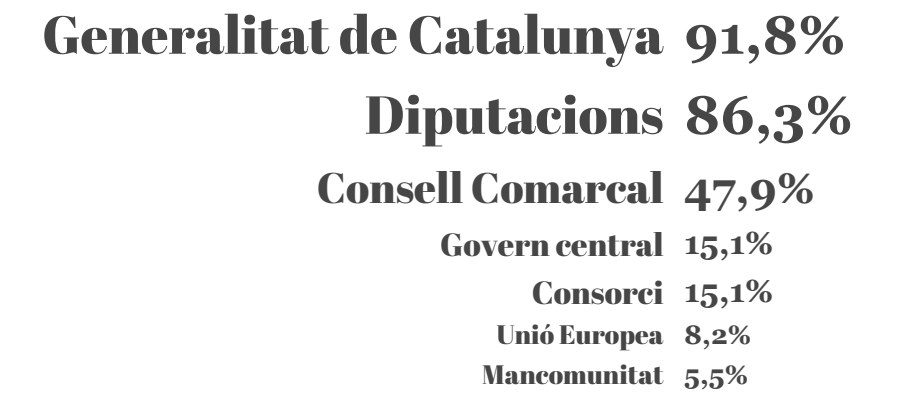 Generalitat de Catalunya 91,8%
Diputacions 86,3%
Consell Comarcal 47,9%
Govern central 15,1%
Consorci 15,1%
Unió Europea 8,2%
Mancomunitat 5,5%